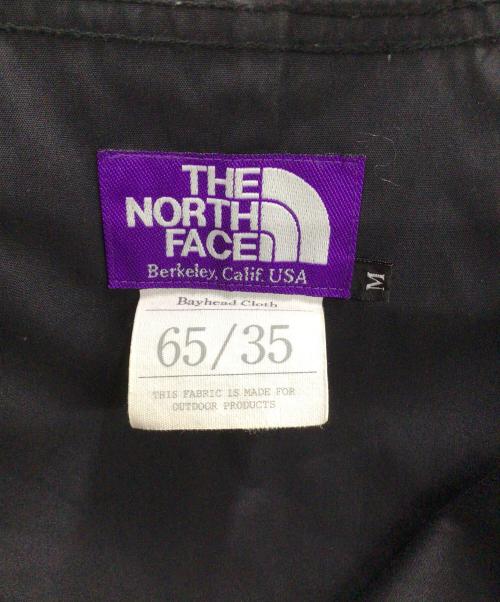 THE
NORTH
FACE
Berkeley, Calif. USA
M
Bayhead Cloth
65/35
THIS FABRIC IS MADE FOR
OUTDOOR PRODUCTS